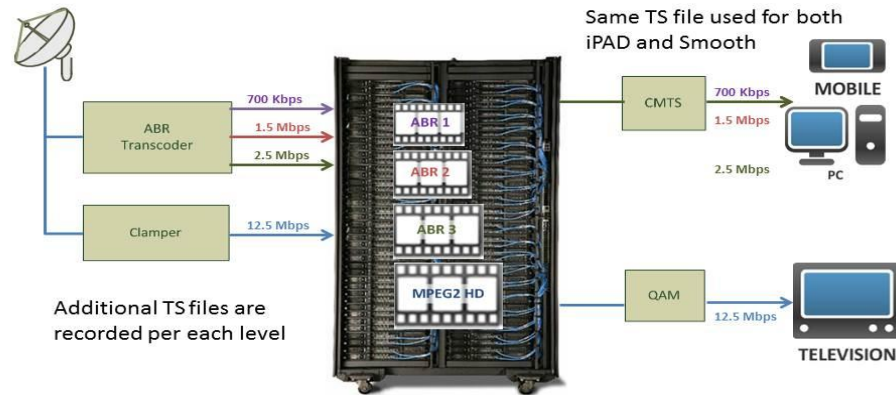 Same TS file used for both
iPAD and Smooth
ABR
Transcoder
700 Kbps
1.5 Mbps
2.5 Mbps
Clamper
12.5 Mbps
Additional TS files are
recorded per each level
ABR 1
ABR 2
ABR 3
MPEG2 HD
CMTS
700 Kbps
1.5 Mbps
2.5 Mbps
MOBILE
PC
QAM
12.5 Mbps
TELEVISION